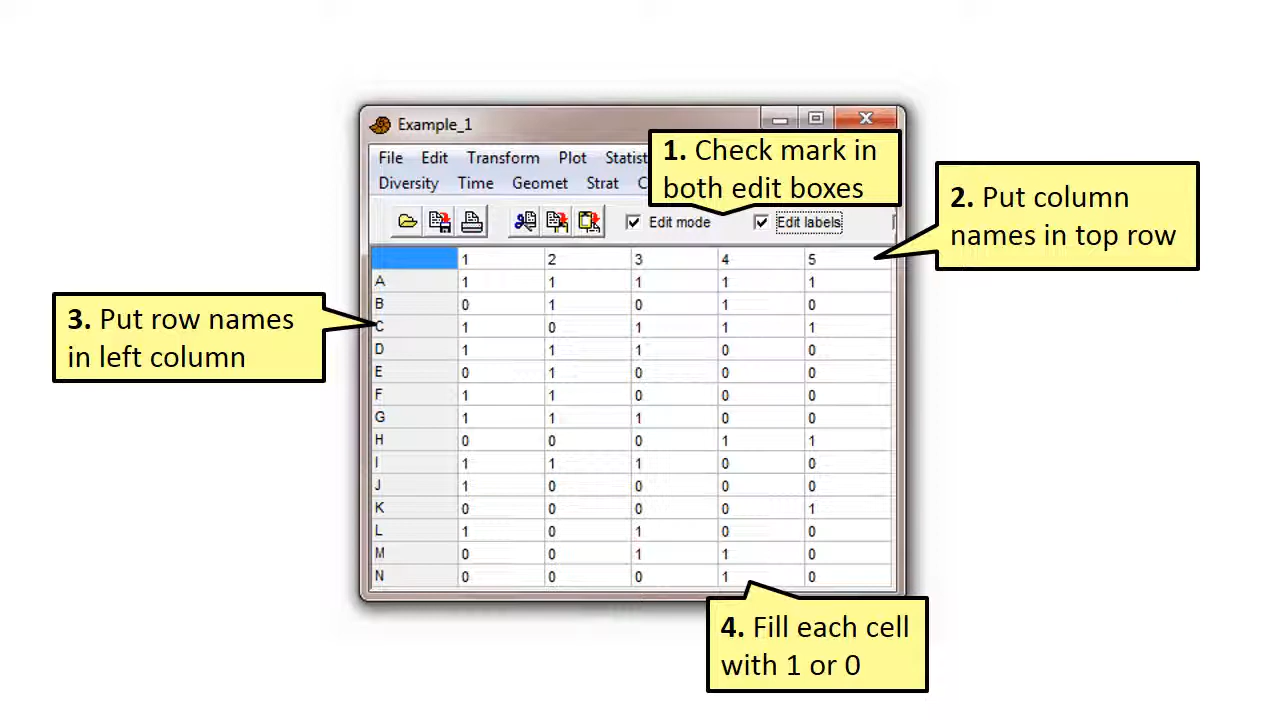 Example_1
File Edit Transform Plot Statist
1. Check mark in
both edit boxes
Diversity Time Geomet Strat C
2. Put column
names in top row
Edit mode Edit labels
1 2 3 4 5
A 1 1 1 1 1
B 0 1 0 1 0
3. Put row names
in left column
C 1 0 1 1 1
D 1 1 1 0 0
E 0 1 0 0 0
F 1 1 0 0 0
G 1 1 1 0 0
H 0 0 0 1 1
I 1 1 1 0 0
J 1 0 0 0 0
K 0 0 0 0 1
L 1 0 1 0 0
M 0 0 1 1 0
N 0 0 0 1 0
4. Fill each cell
with 1 or 0